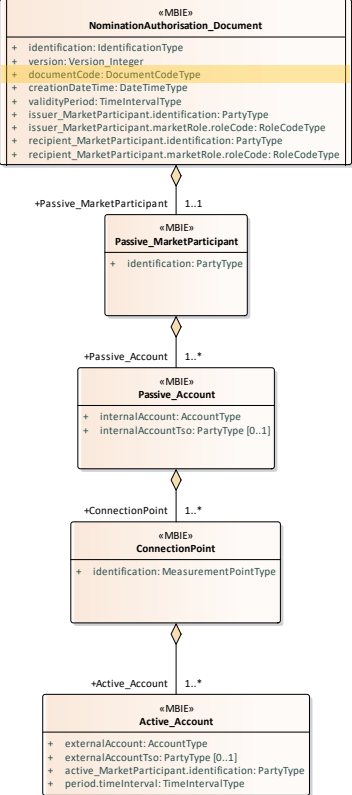 «MBIE»
NominationAuthorisation_Document
+ identification: IdentificationType
+ version: Version_Integer
+ documentCode: DocumentCodeType
+ creationDateTime: DateTimeType
+ validityPeriod: TimeIntervalType
+ issuer_MarketParticipant.identification: PartyType
+ issuer_MarketParticipant.marketRole.roleCode: RoleCodeType
+ recipient_MarketParticipant.identification: PartyType
+ recipient_MarketParticipant.marketRole.roleCode: RoleCodeType
+Passive_MarketParticipant 1..1
«MBIE»
Passive_MarketParticipant
+ identification: PartyType
+Passive_Account 1..*
«MBIE»
Passive_Account
+ internalAccount: AccountType
+ internalAccountTso: PartyType [0..1]
+ConnectionPoint 1..*
«MBIE»
ConnectionPoint
+ identification: MeasurementPointType
+Active_Account 1..*
«MBIE»
Active_Account
+ externalAccount: AccountType
+ externalAccountTso: PartyType [0..1]
+ active_MarketParticipant.identification: PartyType
+ period.timeInterval: TimeIntervalType